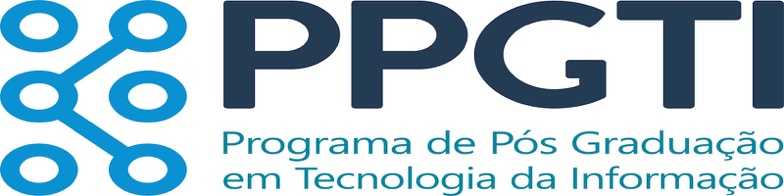 PPGTI
Programa de Pós Graduação
em Tecnologia da Informação